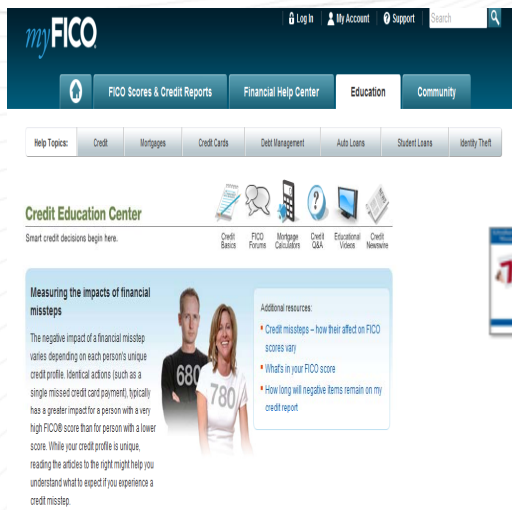 Log In My Account Support Search
myFICO
FICO Scores & Credit Reports Financial Help Center Education Community
Help Topics: Credit Mortgages Credit Cards Debt Management Auto Loans Student Loans Identity Theft
Credit Education Center
Smart credit decisions begin here.
Credit Basics
FICO Forums
Mortgage Calculators
Credit Q&A
Educational Videos
Credit Newswire
Measuring the impacts of financial
missteps
The negative impact of a financial misstep
varies depending on each person's unique
credit profile. Identical actions (such as a
single missed credit card payment), typically
has a greater impact for a person with a very
high FICO® score than for person with a lower
score. While your credit profile is unique,
reading the articles to the right might help you
understand what to expect if you experience a
credit misstep.
680
780
Additional resources:
Credit missteps – how their affect on FICO
scores vary
What's in your FICO score
How long will negative items remain on my
credit report